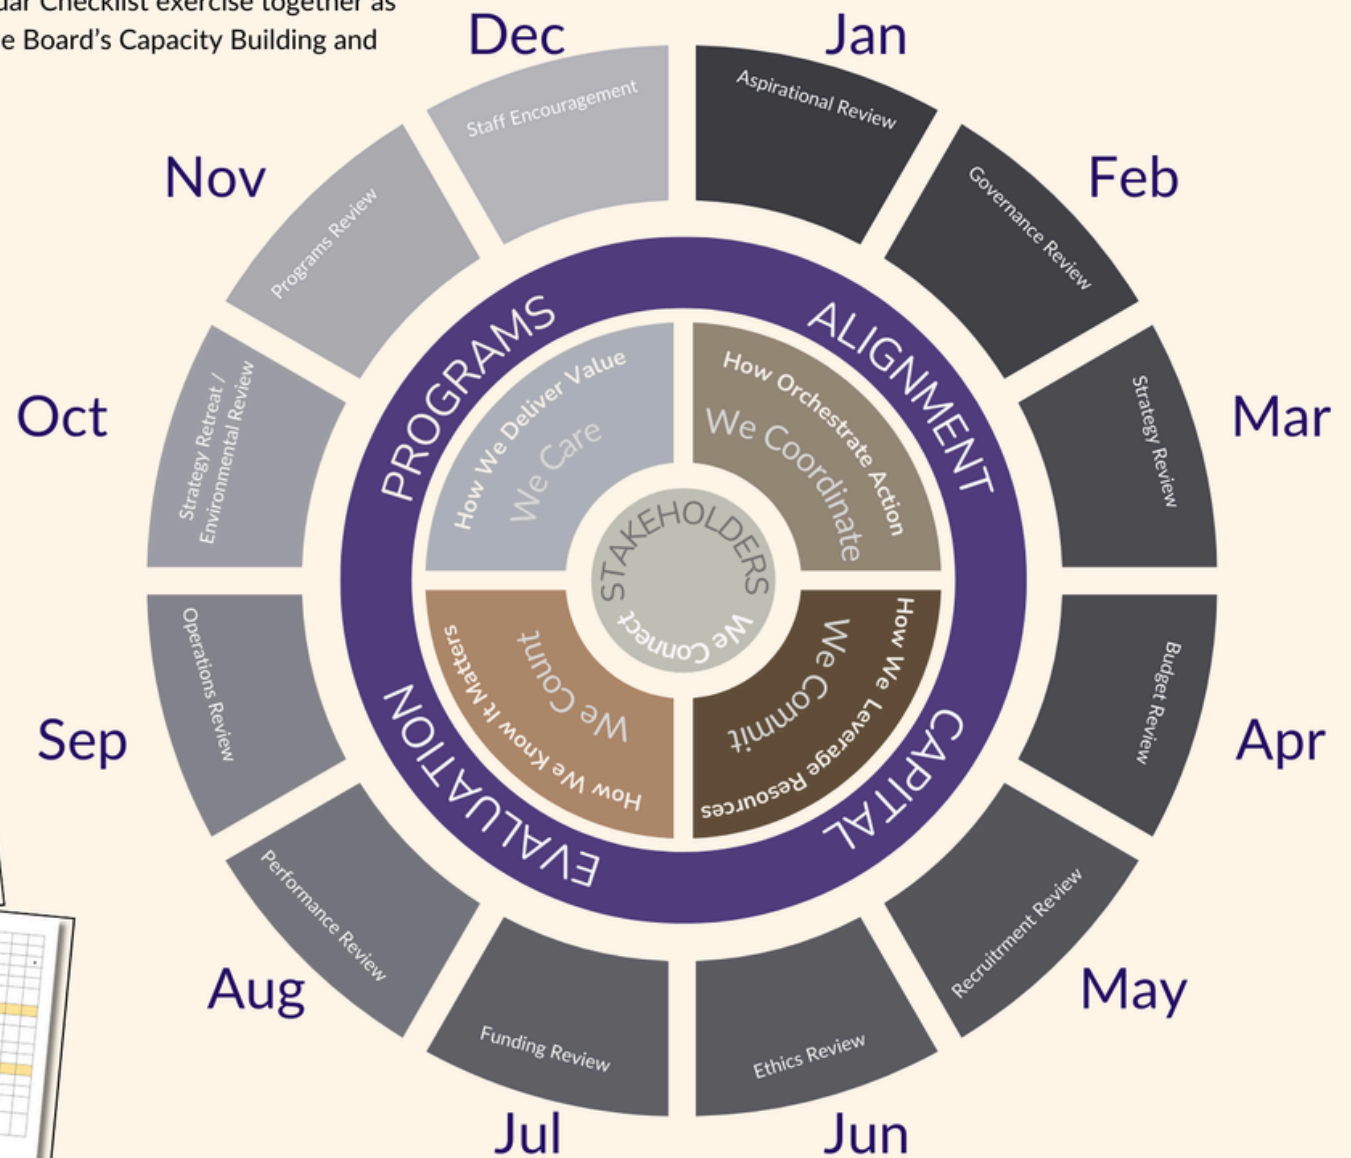 dar Checklist exercise together as
e Board's Capacity Building and
Dec
Jan
Staff Encouragement
Aspirational Review
Nov
Feb
Programs Review
Governance Review
Oct
Mar
Strategy Retreat /
Environmental Review
Strategy Review
PROGRAMS
ALIGNMENT
How We Deliver Value
We Care
How Orchestrate Action
We Coordinate
STAKEHOLDERS
We Connect
How We Know It Matters
We Count
How We Leverage Resources
We Commit
EVALUATION
CAPITAL
Sep
Apr
Operations Review
Budget Review
Aug
May
Performance Review
Recruitrment Review
Funding Review
Ethics Review
Jul
Jun